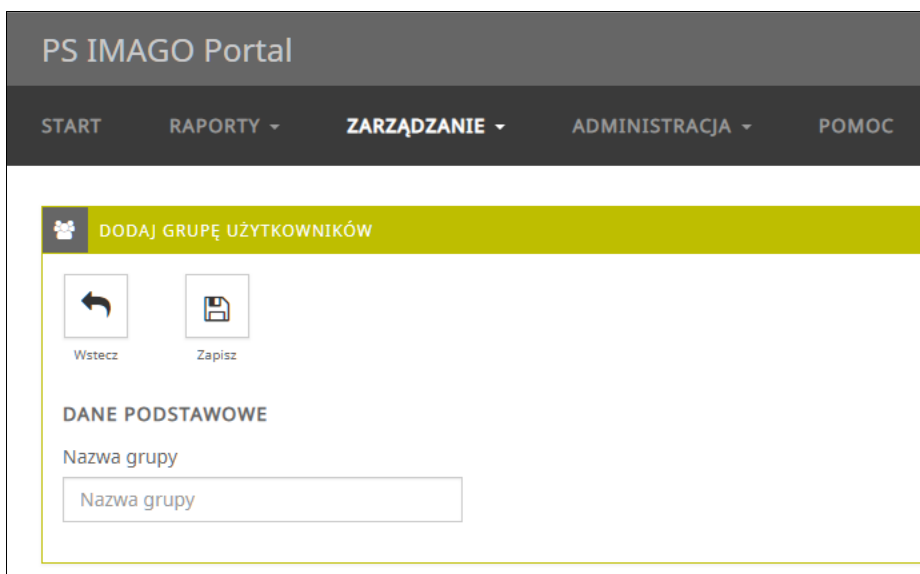 PS IMAGO Portal
START RAPORTY ZARZĄDZANIE ADMINISTRACJA POMOC
DODAJ GRUPĘ UŻYTKOWNIKÓW
Wstecz Zapisz
DANE PODSTAWOWE
Nazwa grupy
Nazwa grupy